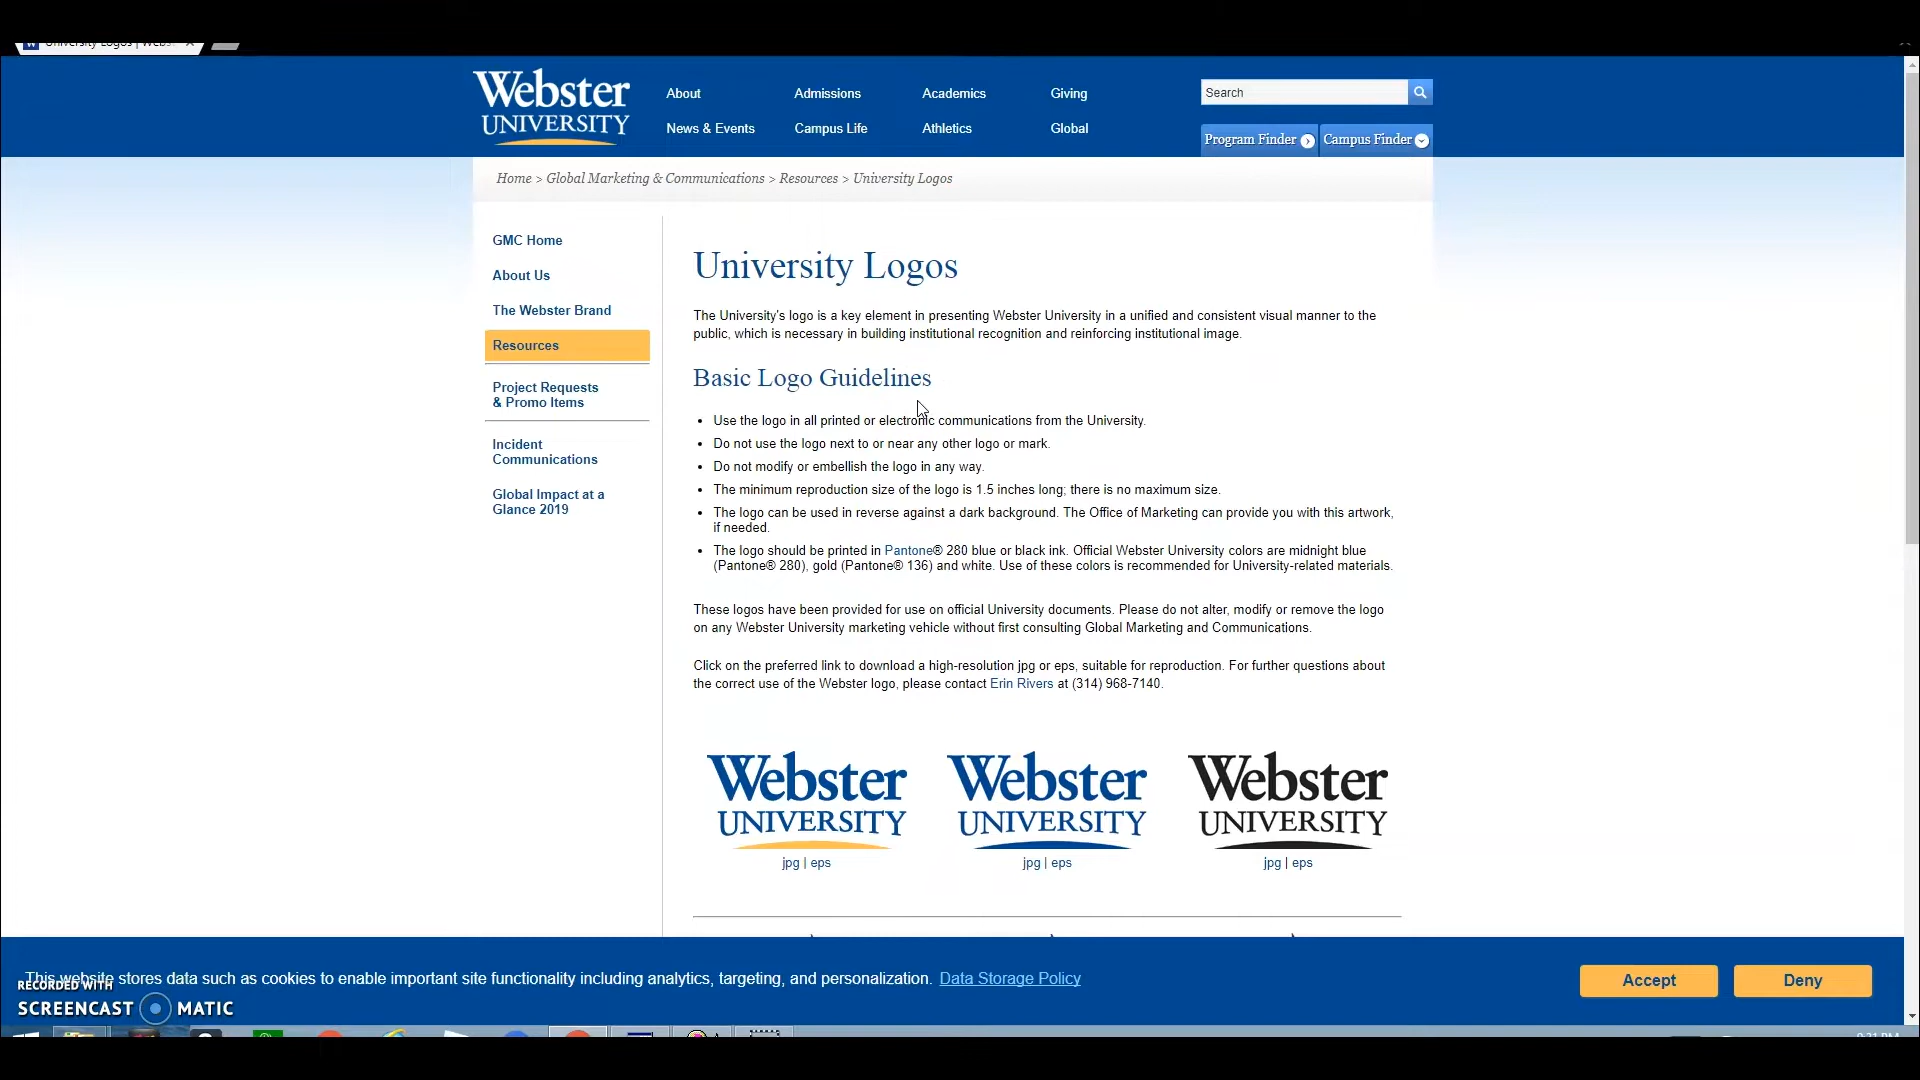 University Logos | Webs
Webster
UNIVERSITY
About
Admissions
Academics
Giving
News & Events
Campus Life
Athletics
Global
Search
Program Finder
Campus Finder
Home > Global Marketing & Communications > Resources > University Logos
GMC Home
About Us
The Webster Brand
Resources
Project Requests
& Promo Items
Incident
Communications
Global Impact at a
Glance 2019
University Logos
The University's logo is a key element in presenting Webster University in a unified and consistent visual manner to the
public, which is necessary in building institutional recognition and reinforcing institutional image.
Basic Logo Guidelines
• Use the logo in all printed or electronic communications from the University.
• Do not use the logo next to or near any other logo or mark.
• Do not modify or embellish the logo in any way.
• The minimum reproduction size of the logo is 1.5 inches long; there is no maximum size.
• The logo can be used in reverse against a dark background. The Office of Marketing can provide you with this artwork,
if needed.
• The logo should be printed in Pantone® 280 blue or black ink. Official Webster University colors are midnight blue
(Pantone® 280), gold (Pantone® 136) and white. Use of these colors is recommended for University-related materials.
These logos have been provided for use on official University documents. Please do not alter, modify or remove the logo
on any Webster University marketing vehicle without first consulting Global Marketing and Communications.
Click on the preferred link to download a high-resolution jpg or eps, suitable for reproduction. For further questions about
the correct use of the Webster logo, please contact Erin Rivers at (314) 968-7140.
Webster
UNIVERSITY
jpg | eps
Webster
UNIVERSITY
jpg | eps
Webster
UNIVERSITY
jpg | eps
This website stores data such as cookies to enable important site functionality including analytics, targeting, and personalization. Data Storage Policy
Accept
Deny
RECORDED WITH
SCREENCAST MATIC